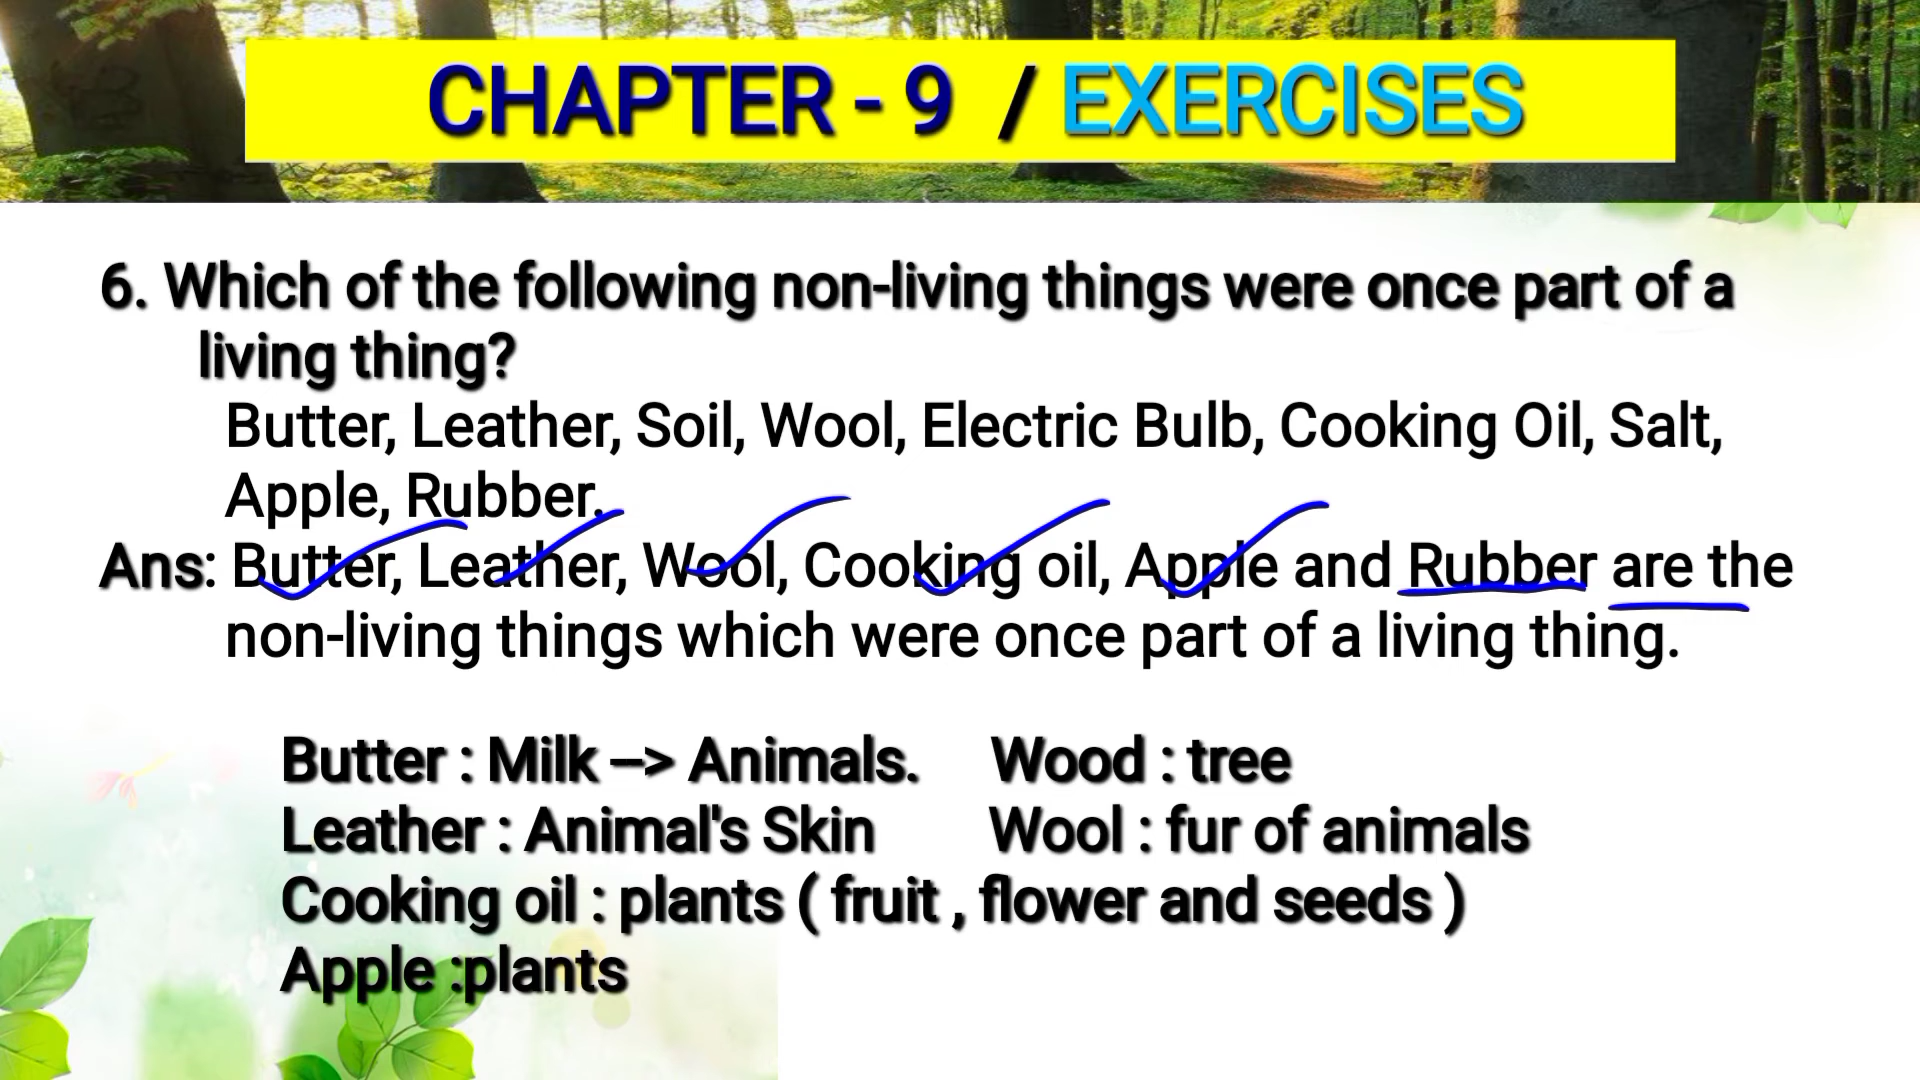 CHAPTER - 9 / EXERCISES
6. Which of the following non-living things were once part of a
living thing?
Butter, Leather, Soil, Wool, Electric Bulb, Cooking Oil, Salt,
Apple, Rubber.
Ans: Butter, Leather, Wool, Cooking oil, Apple and Rubber are the
non-living things which were once part of a living thing.
Butter : Milk --> Animals. Wood : tree
Leather : Animal's Skin Wool : fur of animals
Cooking oil : plants ( fruit , flower and seeds )
Apple :plants